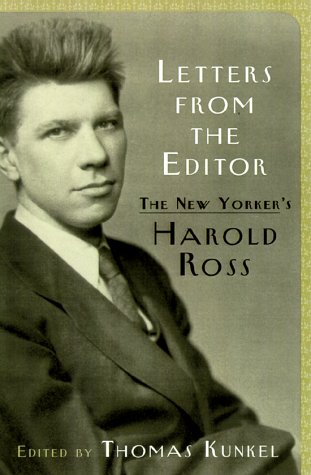 LETTERS
FROM
THE
EDITOR
THE NEW YORKER'S
HAROLD
ROSS
EDITED BY THOMAS KUNKEL